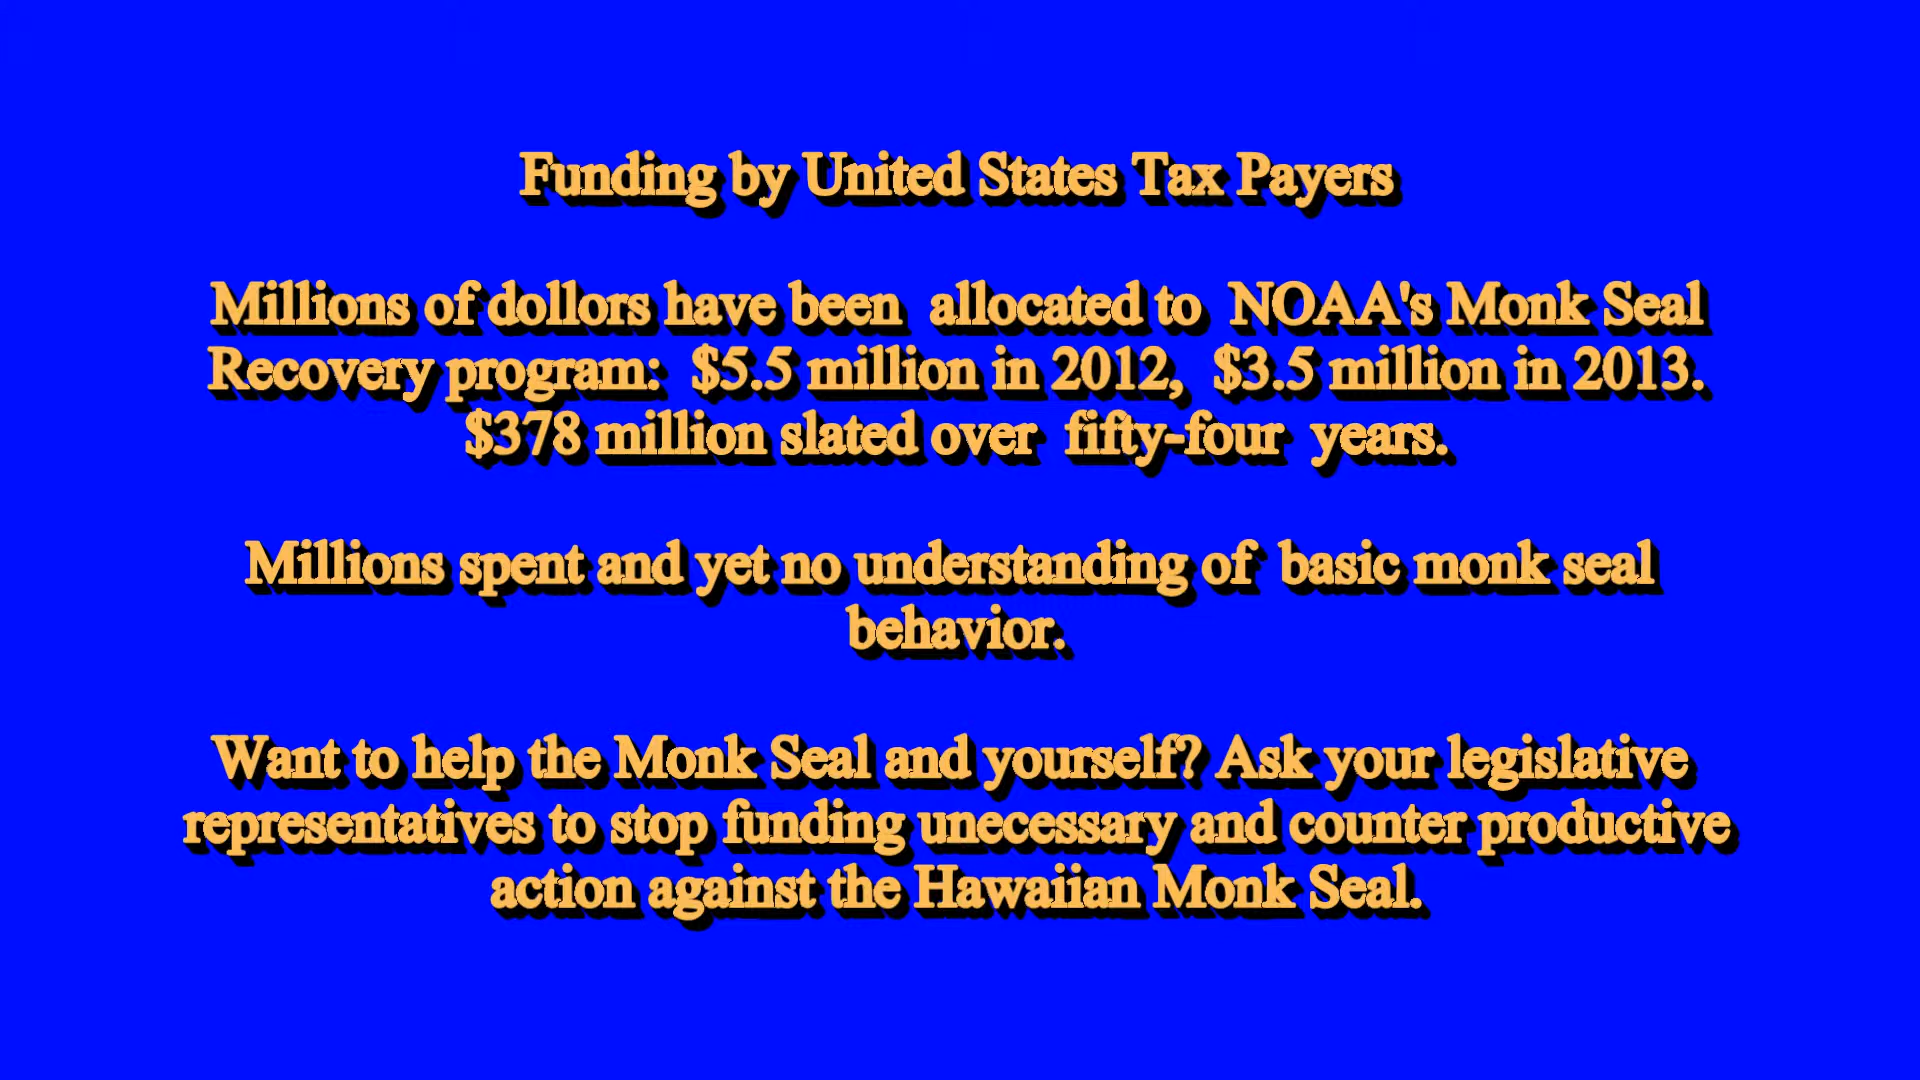 Funding by United States Tax Payers
Millions of dollors have been allocated to NOAA's Monk Seal
Recovery program: $5.5 million in 2012, $3.5 million in 2013.
$378 million slated over fifty-four years.
Millions spent and yet no understanding of basic monk seal
behavior.
Want to help the Monk Seal and yourself? Ask your legislative
representatives to stop funding unecessary and counter productive
action against the Hawaiian Monk Seal.